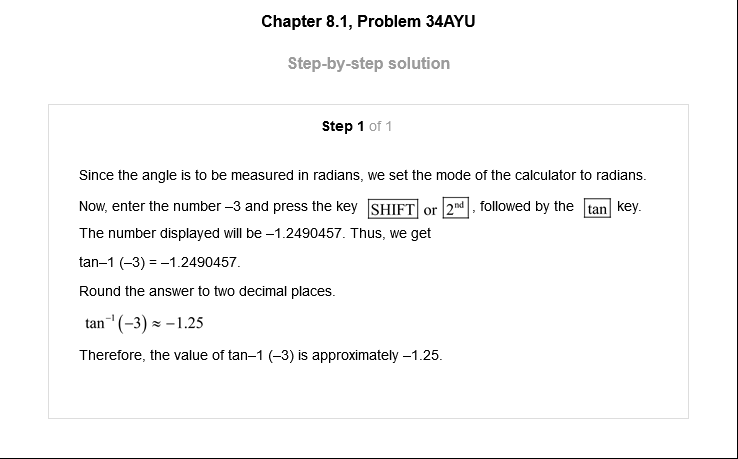 Chapter 8.1, Problem 34AYU
Step-by-step solution
Step 1 of 1
Since the angle is to be measured in radians, we set the mode of the calculator to radians.
Now, enter the number –3 and press the key SHIFT or 2nd , followed by the tan key.
The number displayed will be –1.2490457. Thus, we get
tan–1 (–3) = –1.2490457.
Round the answer to two decimal places.
tan⁻¹(−3) ≈ −1.25
Therefore, the value of tan–1 (–3) is approximately –1.25.